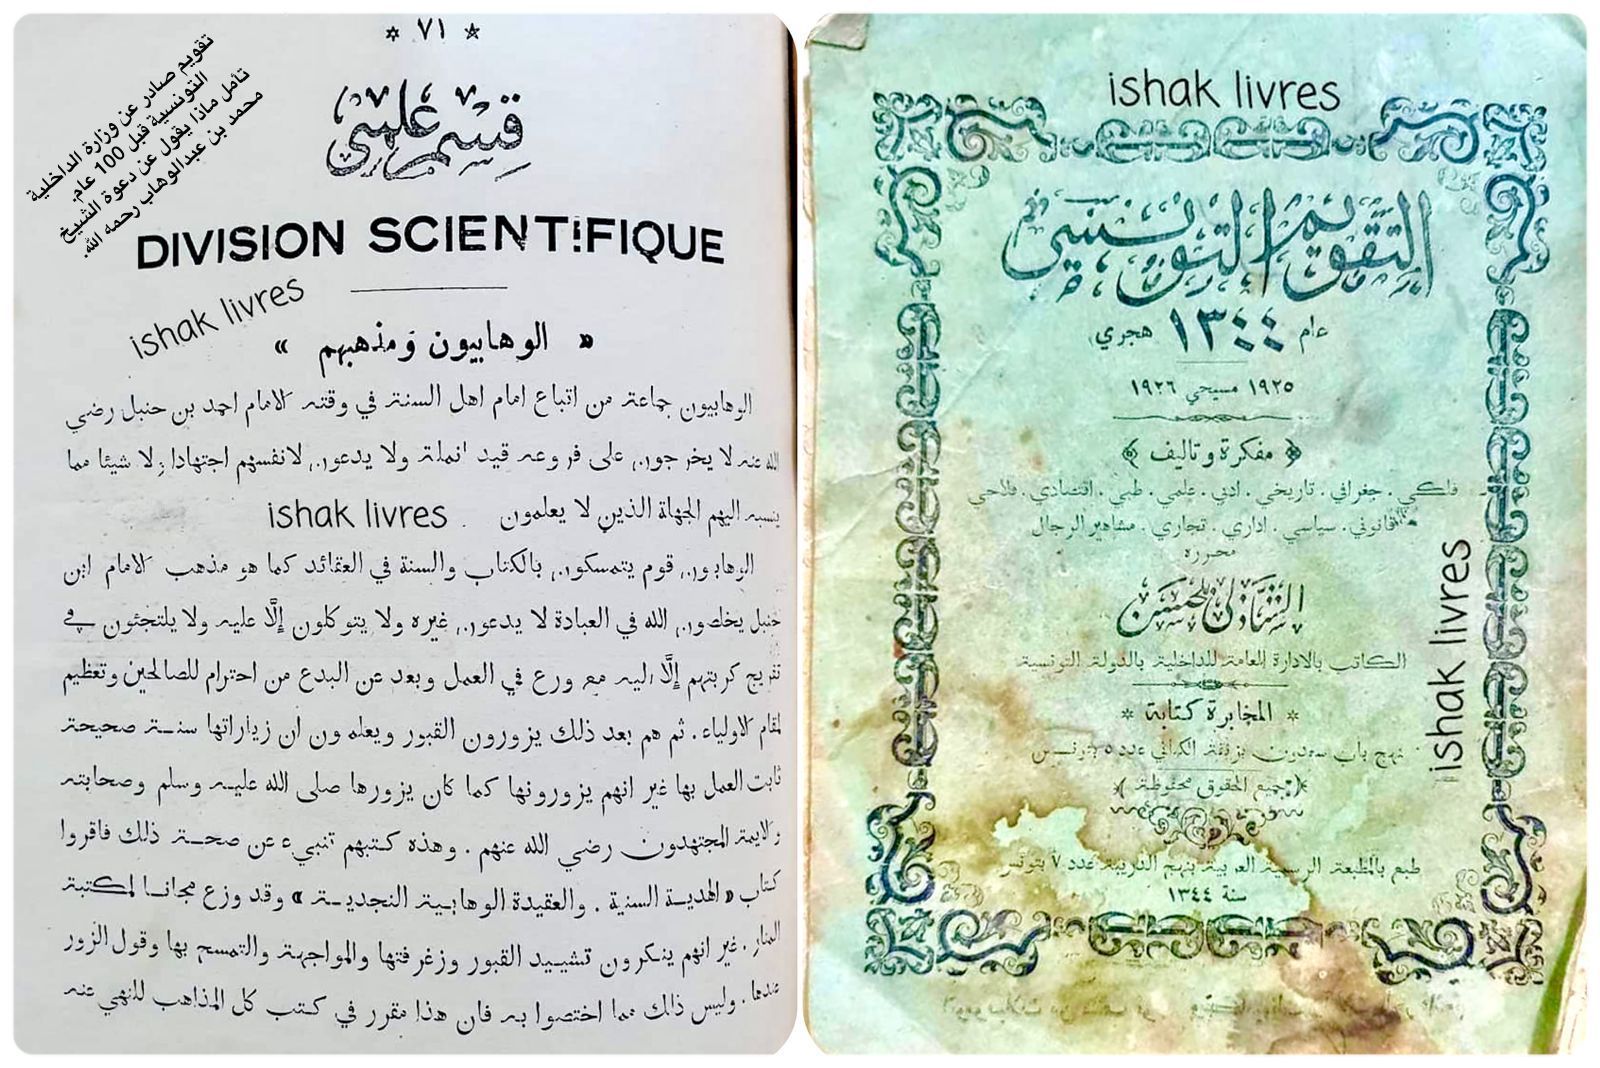 * ٧١ *
تقويم صادر عن وزارة الداخلية
التونسية قبل 100 عام.
تأمل ماذا يقول عن دعوة الشيخ
محمد بن عبدالوهاب رحمه الله.
قسم علمي
DIVISION SCIENTIFIQUE
ishak livres
« الوهابيون ومذهبهم »
الوهابيون جماعة من اتباع امام اهل السنة في وقته الامام احمد بن حنبل رضي
الله عنه لا يخرجون على فروعه قيد انملة ولا يدعون لانفسهم اجتهادا ولا شيئا مما
ينسبه اليهم الجهلة الذين لا يعلمون .
ishak livres
الوهابيون قوم يتمسكون بالكتاب والسنة في العقائد كما هو مذهب الامام ابن
حنبل يخلصون الله في العبادة لا يدعون غيره ولا يتوكلون إلَّا عليه ولا يلتجئون في
تفريج كربتهم إلَّا اليه مع ورع في العمل وبعد عن البدع من احترام للصالحين وتعظيم
لمقام الاولياء . ثم هم بعد ذلك يزورون القبور ويعلمون ان زياراتها سنة صحيحة
ثابت العمل بها غير انهم يزورونها كما كان يزورها صلى الله عليه وسلم وصحابته
والايمة المجتهدون رضي الله عنهم . وهذه كتبهم تنبيء عن صحة ذلك فاقروا
كتاب « الهدية السنية . والعقيدة الوهابية النجدية » وقد وزع مجانا لمكتبة
المنار . غير انهم ينكرون تشييد القبور وزغرفتها والمواجهة والتمسح بها وقول الزور
عندها . وليس ذالك مما اختصوا به فان هذا مقرر في كتب كل المذاهب للنهي عنه
ishak livres
التقويم التونسي
عام ١٣٤٤ هجري
١٩٢٥ مسيحي ١٩٢٦
مفكرة وتاليف
فلكي . جغرافي . تاريخي . ادبي . علمي . طبي . اقتصادي . فلاحي
قانوني . سياسي . اداري . تجاري . مشاهير الرجال
محرره
الشاذلي المحسن
الكاتب بالادارة العامة للداخلية بالدولة التونسية
* المخابرة كتابة *
نهج باب سعدون بزنقة الكباني عدد ٥ بتونس
(جميع الحقوق محفوظة)
طبع بالمطبعة الرسمية العربية بنهج الدريبة عدد ٧ بتونس
سنة ١٣٤٤
ishak livres